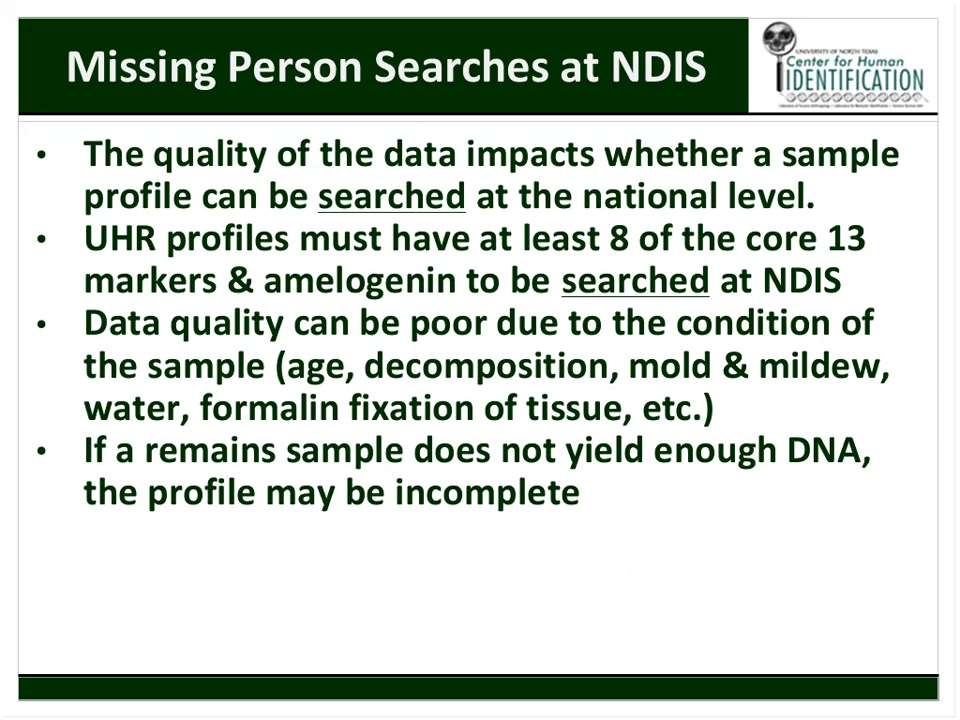 Missing Person Searches at NDIS
UNIVERSITY OF NORTH TEXAS
Center for Human
IDENTIFICATION
• The quality of the data impacts whether a sample
profile can be searched at the national level.
• UHR profiles must have at least 8 of the core 13
markers & amelogenin to be searched at NDIS
• Data quality can be poor due to the condition of
the sample (age, decomposition, mold & mildew,
water, formalin fixation of tissue, etc.)
• If a remains sample does not yield enough DNA,
the profile may be incomplete